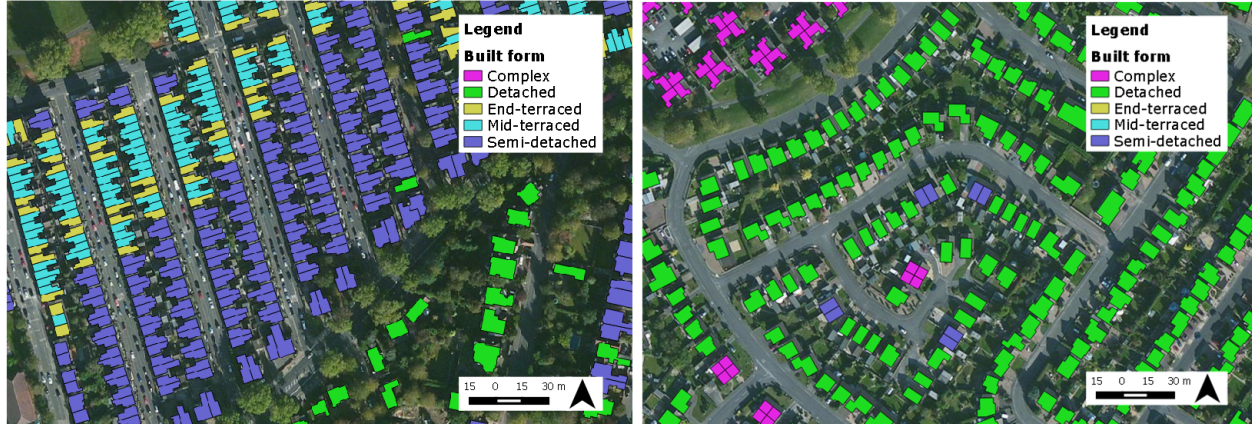 Legend
Built form
Complex
Detached
End-terraced
Mid-terraced
Semi-detached
15 0 15 30 m
Legend
Built form
Complex
Detached
End-terraced
Mid-terraced
Semi-detached
15 0 15 30 m